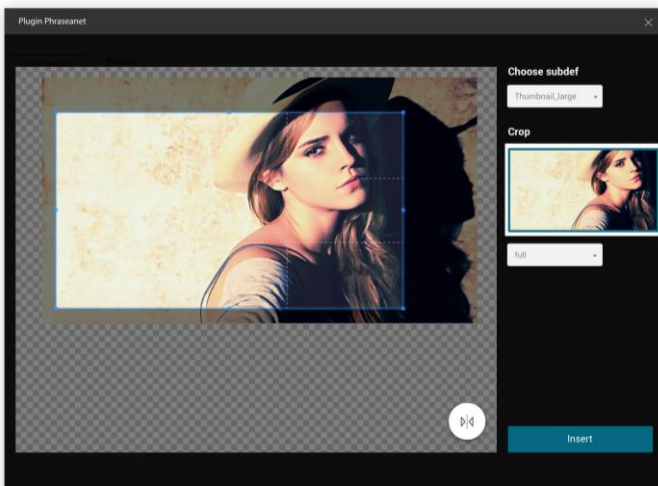 Plugin Phraseanet
Choose subdef
Thumbnail_large
Crop
full
Insert